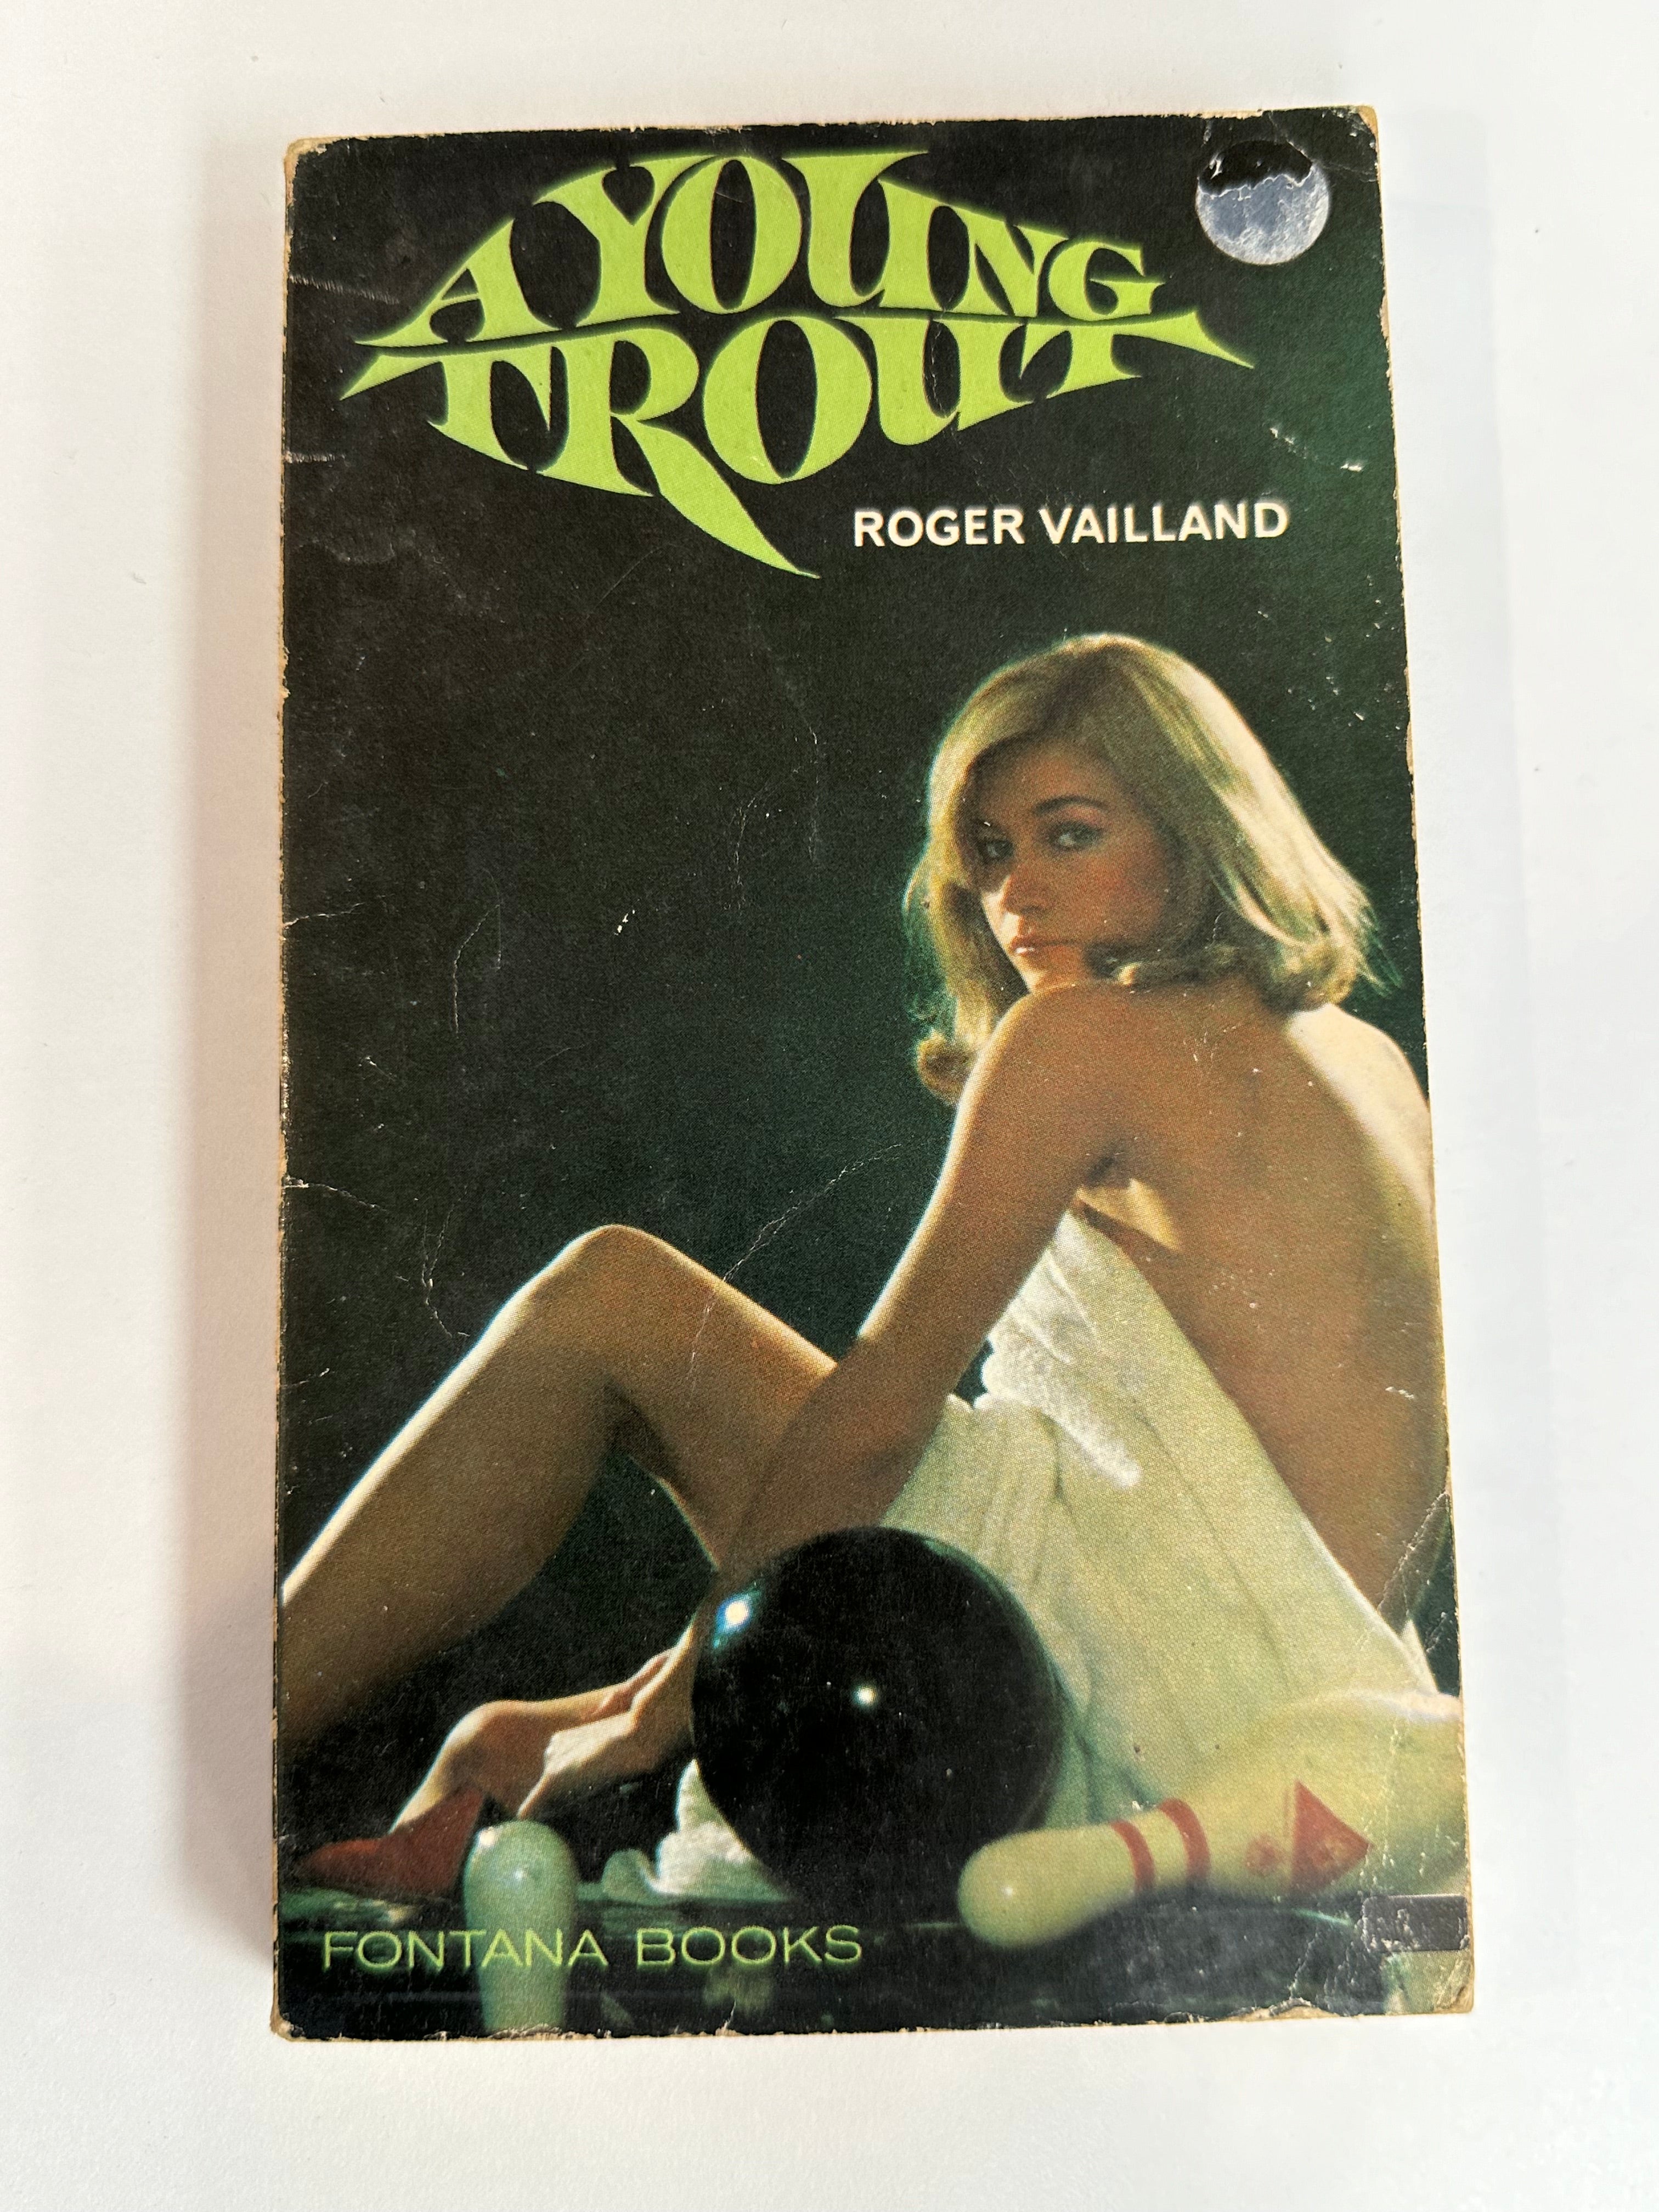 A YOUNG
TROUT
ROGER VAILLAND
FONTANA BOOKS